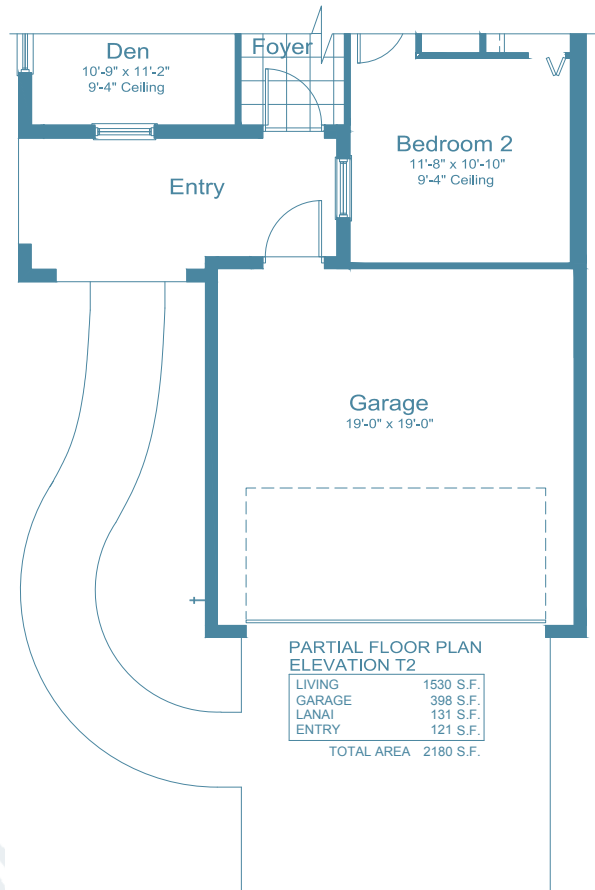 Den
10'-9" x 11'-2"
9'-4" Ceiling
Foyer
Bedroom 2
11'-8" x 10'-10"
9'-4" Ceiling
Entry
Garage
19'-0" x 19'-0"
PARTIAL FLOOR PLAN
ELEVATION T2
LIVING 1530 S.F.
GARAGE 398 S.F.
LANAI 131 S.F.
ENTRY 121 S.F.
TOTAL AREA 2180 S.F.